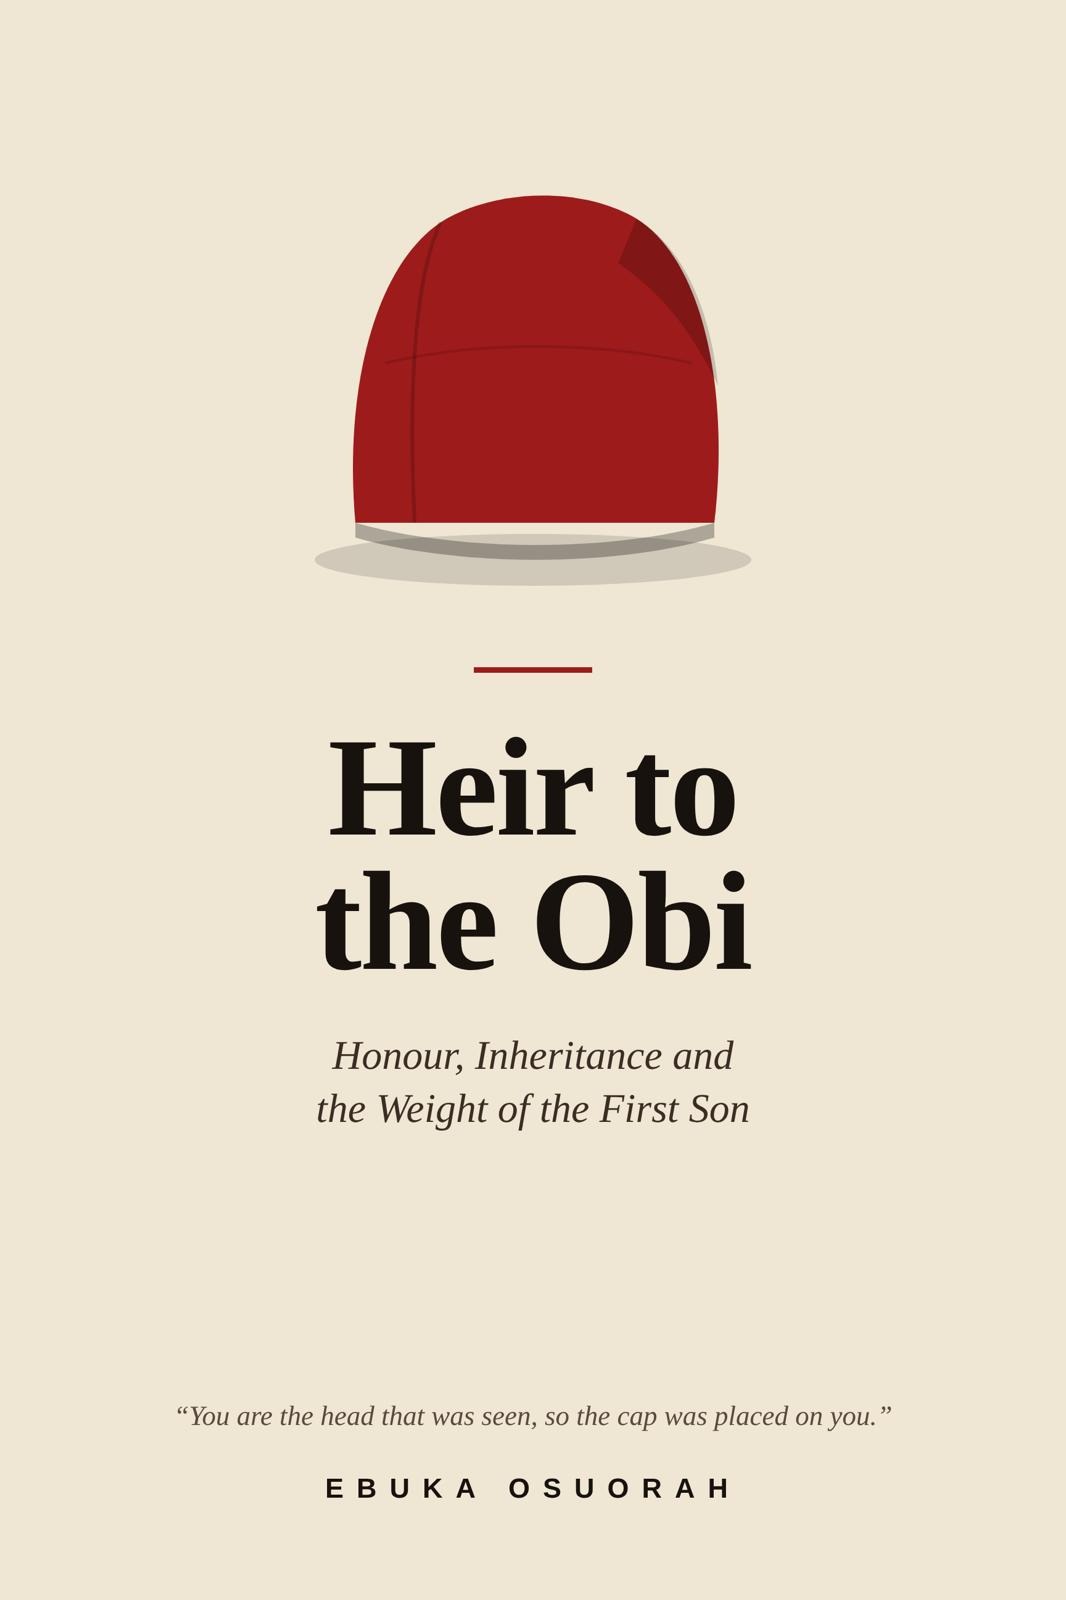 Heir to
the Obi
Honour, Inheritance and
the Weight of the First Son
“You are the head that was seen, so the cap was placed on you.”
EBUKA OSUORAH